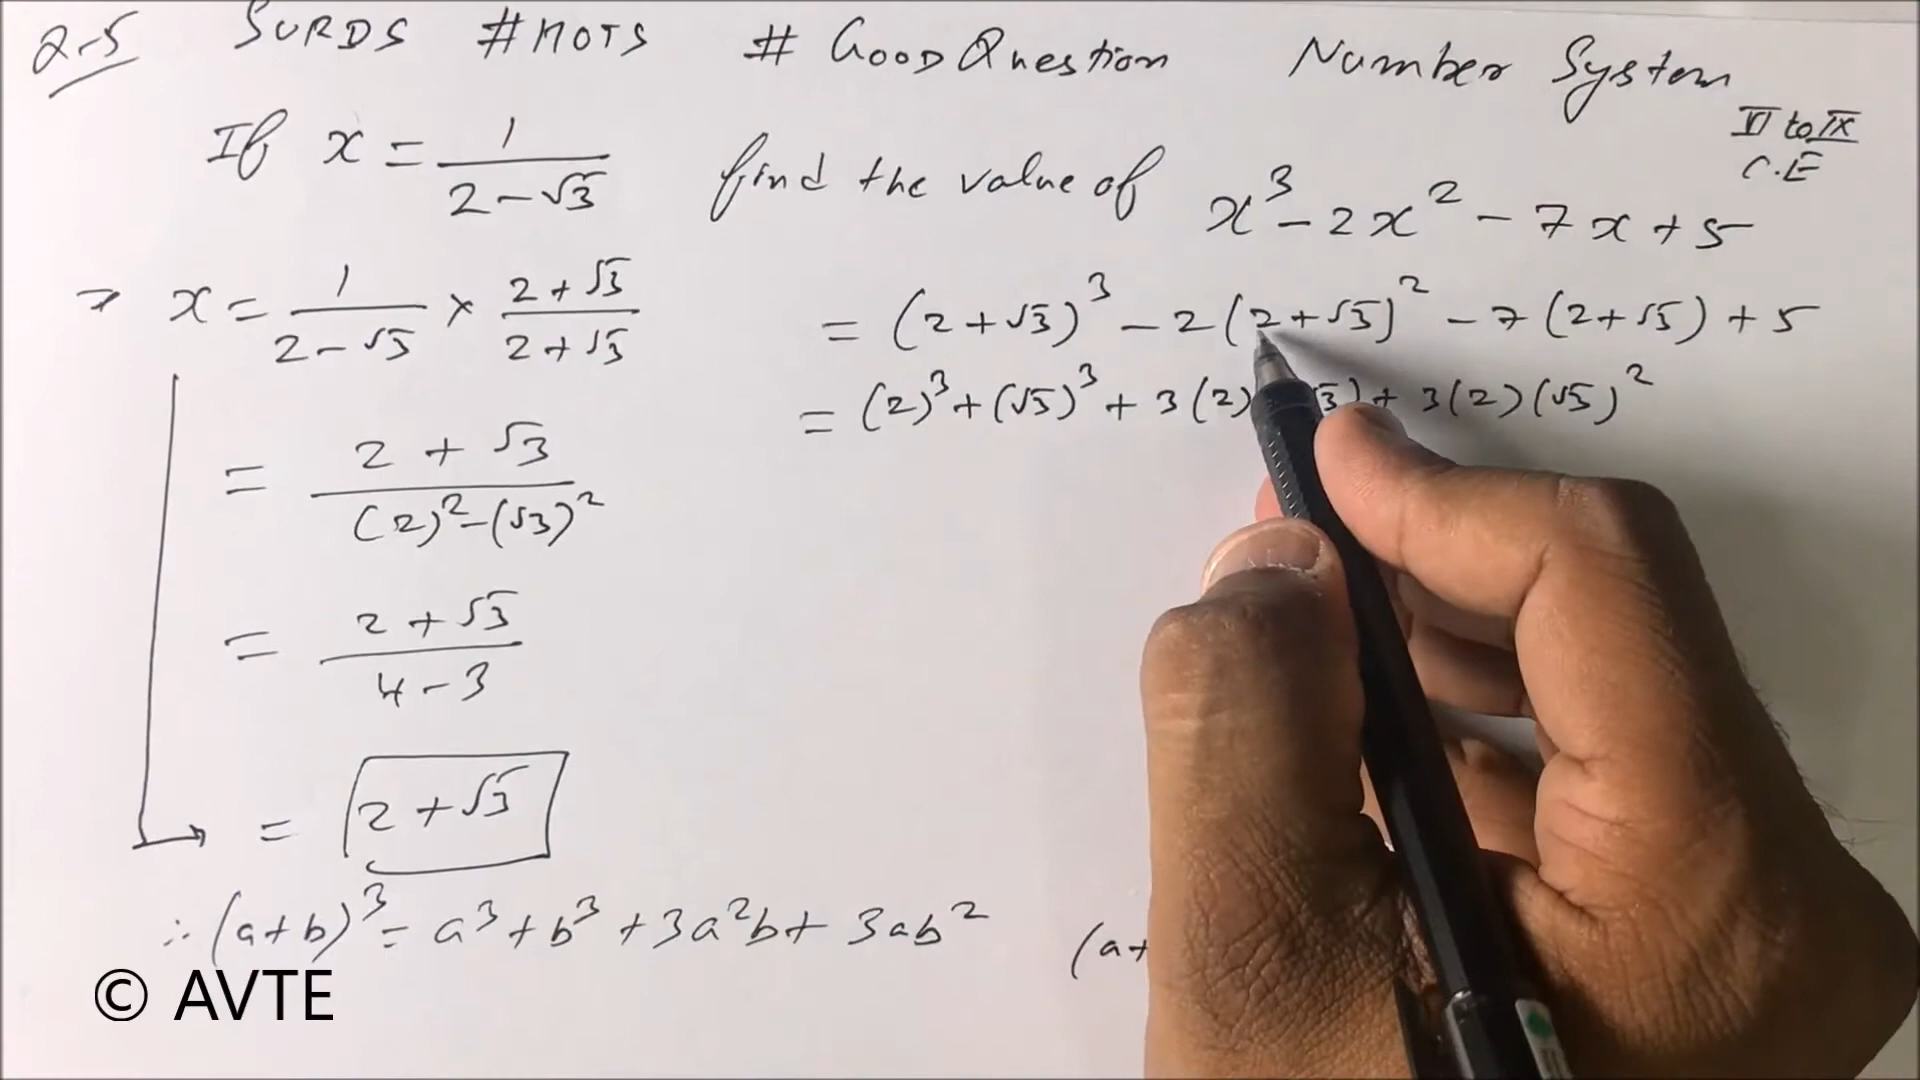 Q-5 SURDS #HOTS # GOOD Question Number System
VI to IX
C.E
If x = 1/(2-√3) find the value of x³ - 2x² - 7x + 5
⇒ x = 1/(2-√3) × (2+√3)/(2+√3)
= (2+√3)/((2)²-(√3)²)
= (2+√3)/(4-3)
= 2+√3
= (2+√3)³ - 2(2+√3)² - 7(2+√3) + 5
= (2)³ + (√3)³ + 3(2) √3) + 3(2)(√3)²
∴ (a+b)³ = a³ + b³ + 3a²b + 3ab² (a+
© AVTE